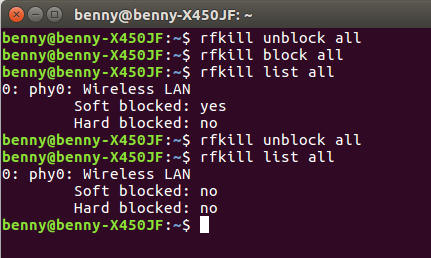 benny@benny-X450JF: ~
benny@benny-X450JF:~$ rfkill unblock all
benny@benny-X450JF:~$ rfkill block all
benny@benny-X450JF:~$ rfkill list all
0: phy0: Wireless LAN
        Soft blocked: yes
        Hard blocked: no
benny@benny-X450JF:~$ rfkill unblock all
benny@benny-X450JF:~$ rfkill list all
0: phy0: Wireless LAN
        Soft blocked: no
        Hard blocked: no
benny@benny-X450JF:~$